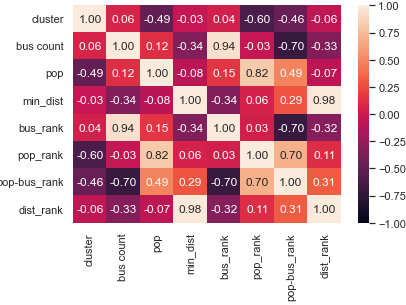 cluster 1.00 0.06 -0.49 -0.03 0.04 -0.60 -0.46 -0.06
bus count 0.06 1.00 0.12 -0.34 0.94 -0.03 -0.70 -0.33
pop -0.49 0.12 1.00 -0.08 0.15 0.82 0.49 -0.07
min_dist -0.03 -0.34 -0.08 1.00 -0.34 0.06 0.29 0.98
bus_rank 0.04 0.94 0.15 -0.34 1.00 0.03 -0.70 -0.32
pop_rank -0.60 -0.03 0.82 0.06 0.03 1.00 0.70 0.11
pop-bus_rank -0.46 -0.70 0.49 0.29 -0.70 0.70 1.00 0.31
dist_rank -0.06 -0.33 -0.07 0.98 -0.32 0.11 0.31 1.00
cluster
bus count
pop
min_dist
bus_rank
pop_rank
pop-bus_rank
dist_rank
1.00
0.75
0.50
0.25
0.00
−0.25
−0.50
−0.75
−1.00